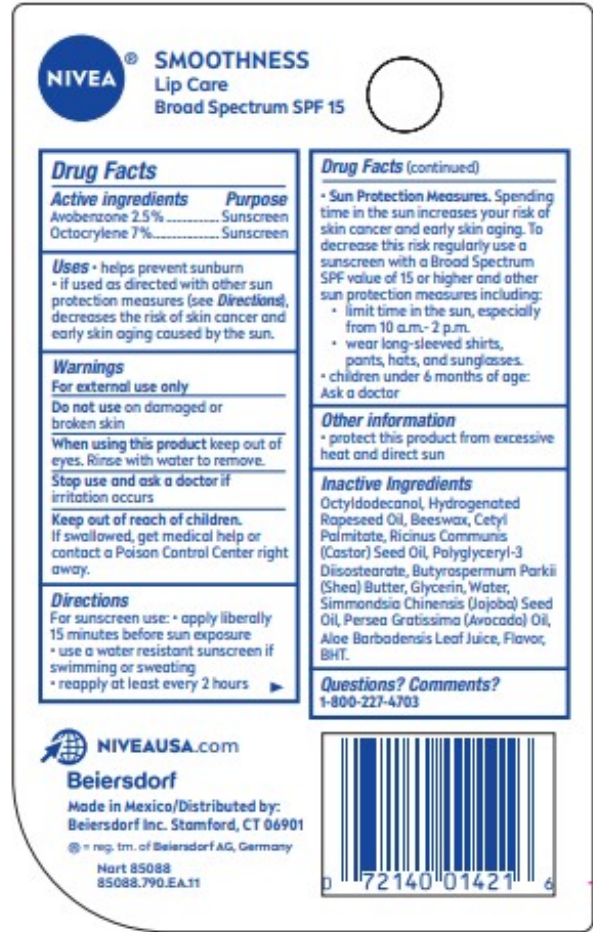 NIVEA ®
SMOOTHNESS
Lip Care
Broad Spectrum SPF 15
Drug Facts
Active ingredients Purpose
Avobenzone 2.5% .............. Sunscreen
Octocrylene 7%................ Sunscreen
Uses • helps prevent sunburn
• if used as directed with other sun
protection measures (see Directions),
decreases the risk of skin cancer and
early skin aging caused by the sun.
Warnings
For external use only
Do not use on damaged or
broken skin
When using this product keep out of
eyes. Rinse with water to remove.
Stop use and ask a doctor if
irritation occurs
Keep out of reach of children.
If swallowed, get medical help or
contact a Poison Control Center right
away.
Directions
For sunscreen use: • apply liberally
15 minutes before sun exposure
• use a water resistant sunscreen if
swimming or sweating
• reapply at least every 2 hours
Drug Facts (continued)
• Sun Protection Measures. Spending
time in the sun increases your risk of
skin cancer and early skin aging. To
decrease this risk regularly use a
sunscreen with a Broad Spectrum
SPF value of 15 or higher and other
sun protection measures including:
• limit time in the sun, especially
from 10 a.m.- 2 p.m.
• wear long-sleeved shirts,
pants, hats, and sunglasses.
• children under 6 months of age:
Ask a doctor
Other information
• protect this product from excessive
heat and direct sun
Inactive Ingredients
Octyldodecanol, Hydrogenated
Rapeseed Oil, Beeswax, Cetyl
Palmitate, Ricinus Communis
(Castor) Seed Oil, Polyglyceryl-3
Diisostearate, Butyrospermum Parkii
(Shea) Butter, Glycerin, Water,
Simmondsia Chinensis (Jojoba) Seed
Oil, Persea Gratissima (Avocado) Oil,
Aloe Barbadensis Leaf Juice, Flavor,
BHT.
Questions? Comments?
1-800-227-4703
NIVEAUSA.com
Beiersdorf
Made in Mexico/Distributed by:
Beiersdorf Inc. Stamford, CT 06901
® = reg. tm. of Beiersdorf AG, Germany
Nart 85088
85088.790.EA.11
0 72140 01421 6